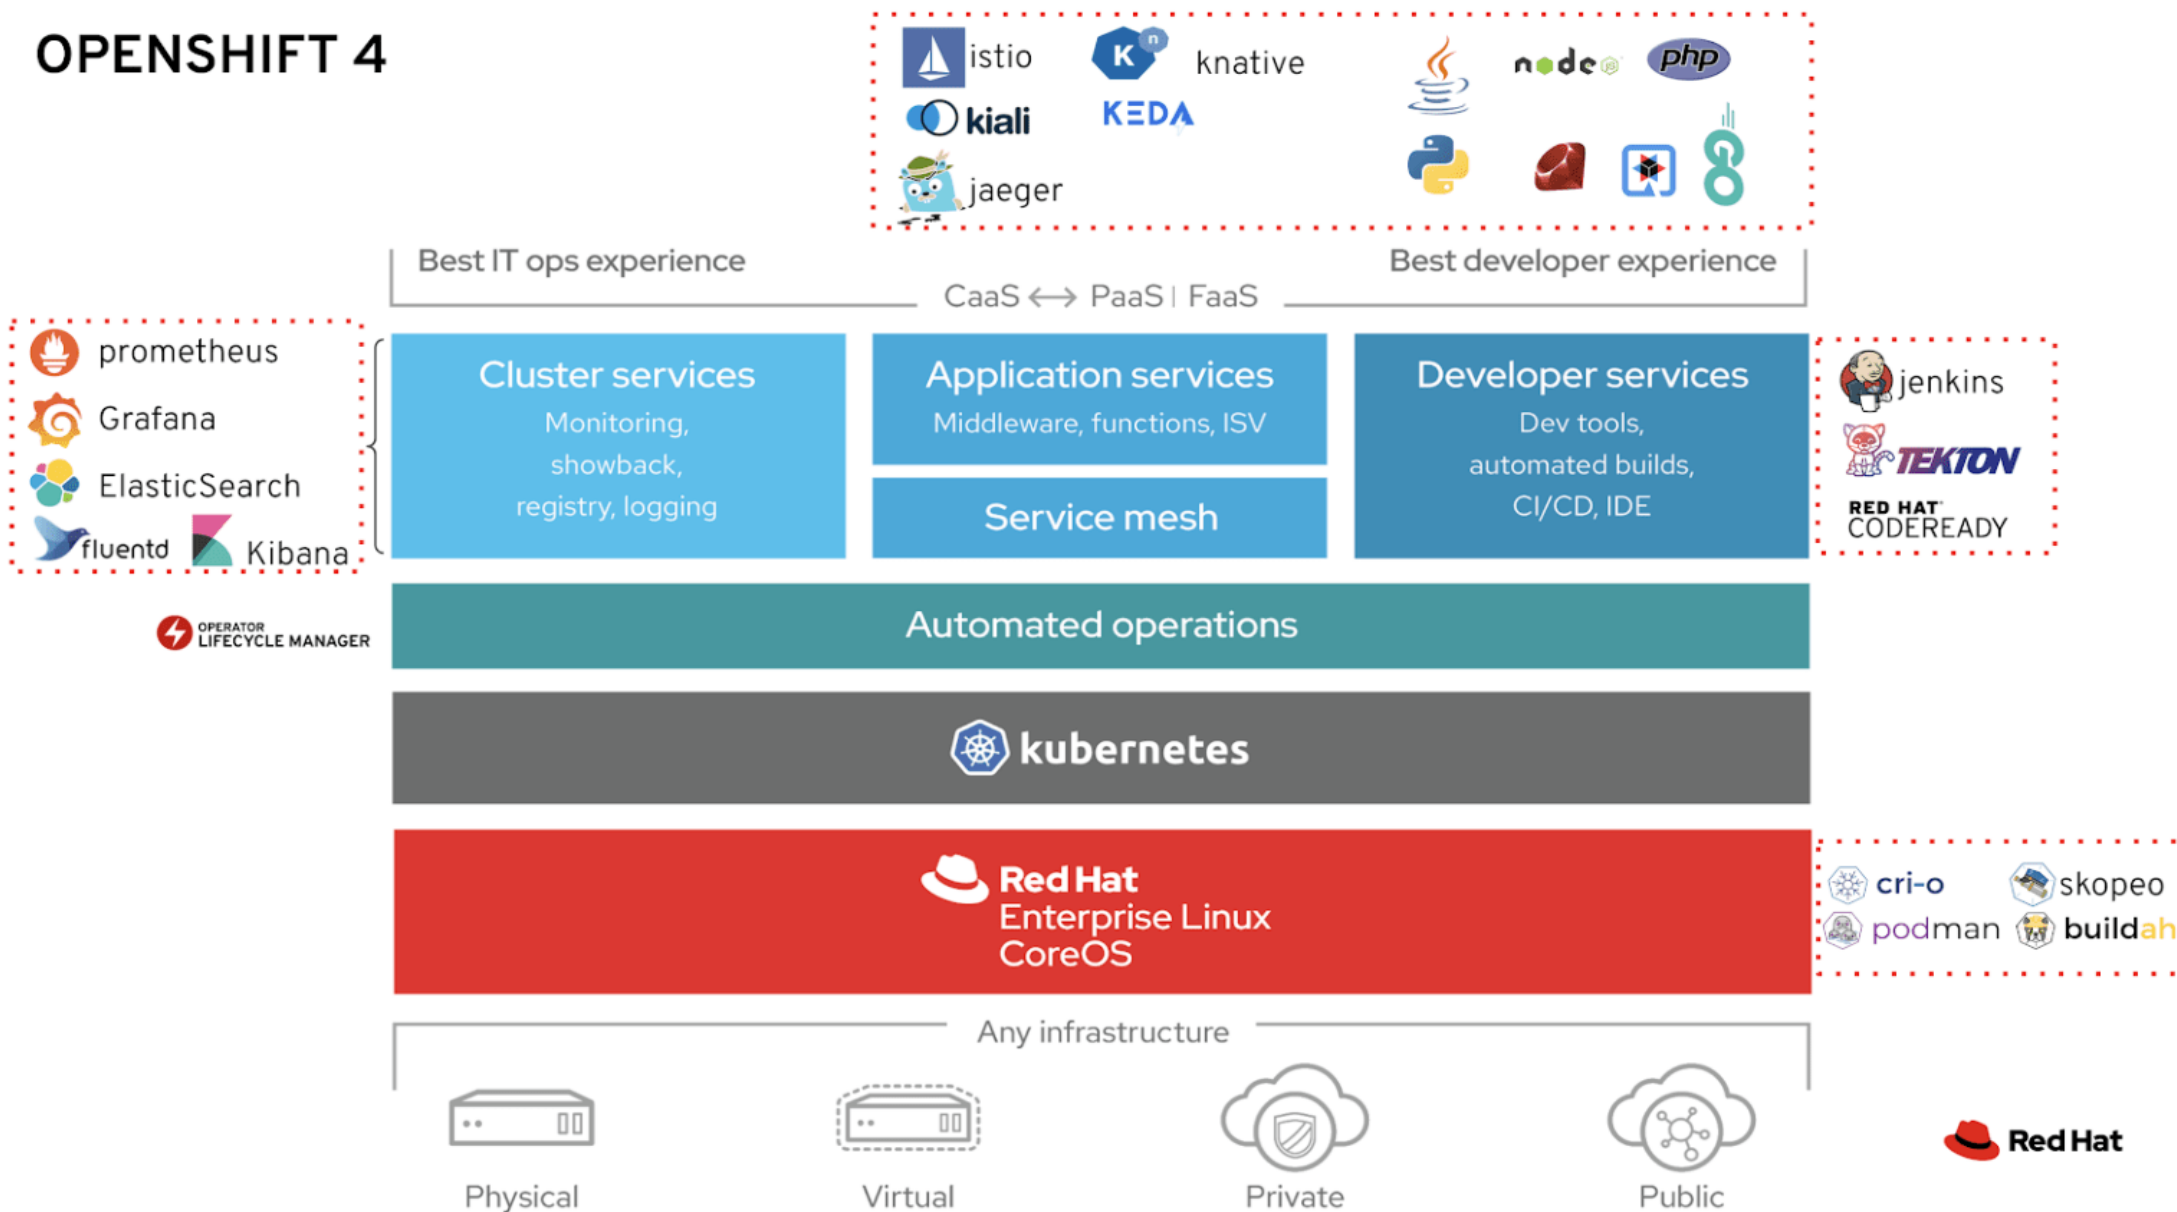 OPENSHIFT 4
istio
kiali
jaeger
K n knative
KEDA
node JS
php
GO
Best IT ops experience
Best developer experience
CaaS ↔ PaaS | FaaS
prometheus
Grafana
ElasticSearch
fluentd
Kibana
Cluster services
Monitoring,
showback,
registry, logging
Application services
Middleware, functions, ISV
Service mesh
Developer services
Dev tools,
automated builds,
CI/CD, IDE
jenkins
TEKTON
RED HAT
CODEREADY
OPERATOR
LIFECYCLE MANAGER
Automated operations
kubernetes
Red Hat
Enterprise Linux
CoreOS
cri-o
skopeo
podman
buildah
Any infrastructure
Physical
Virtual
Private
Public
Red Hat